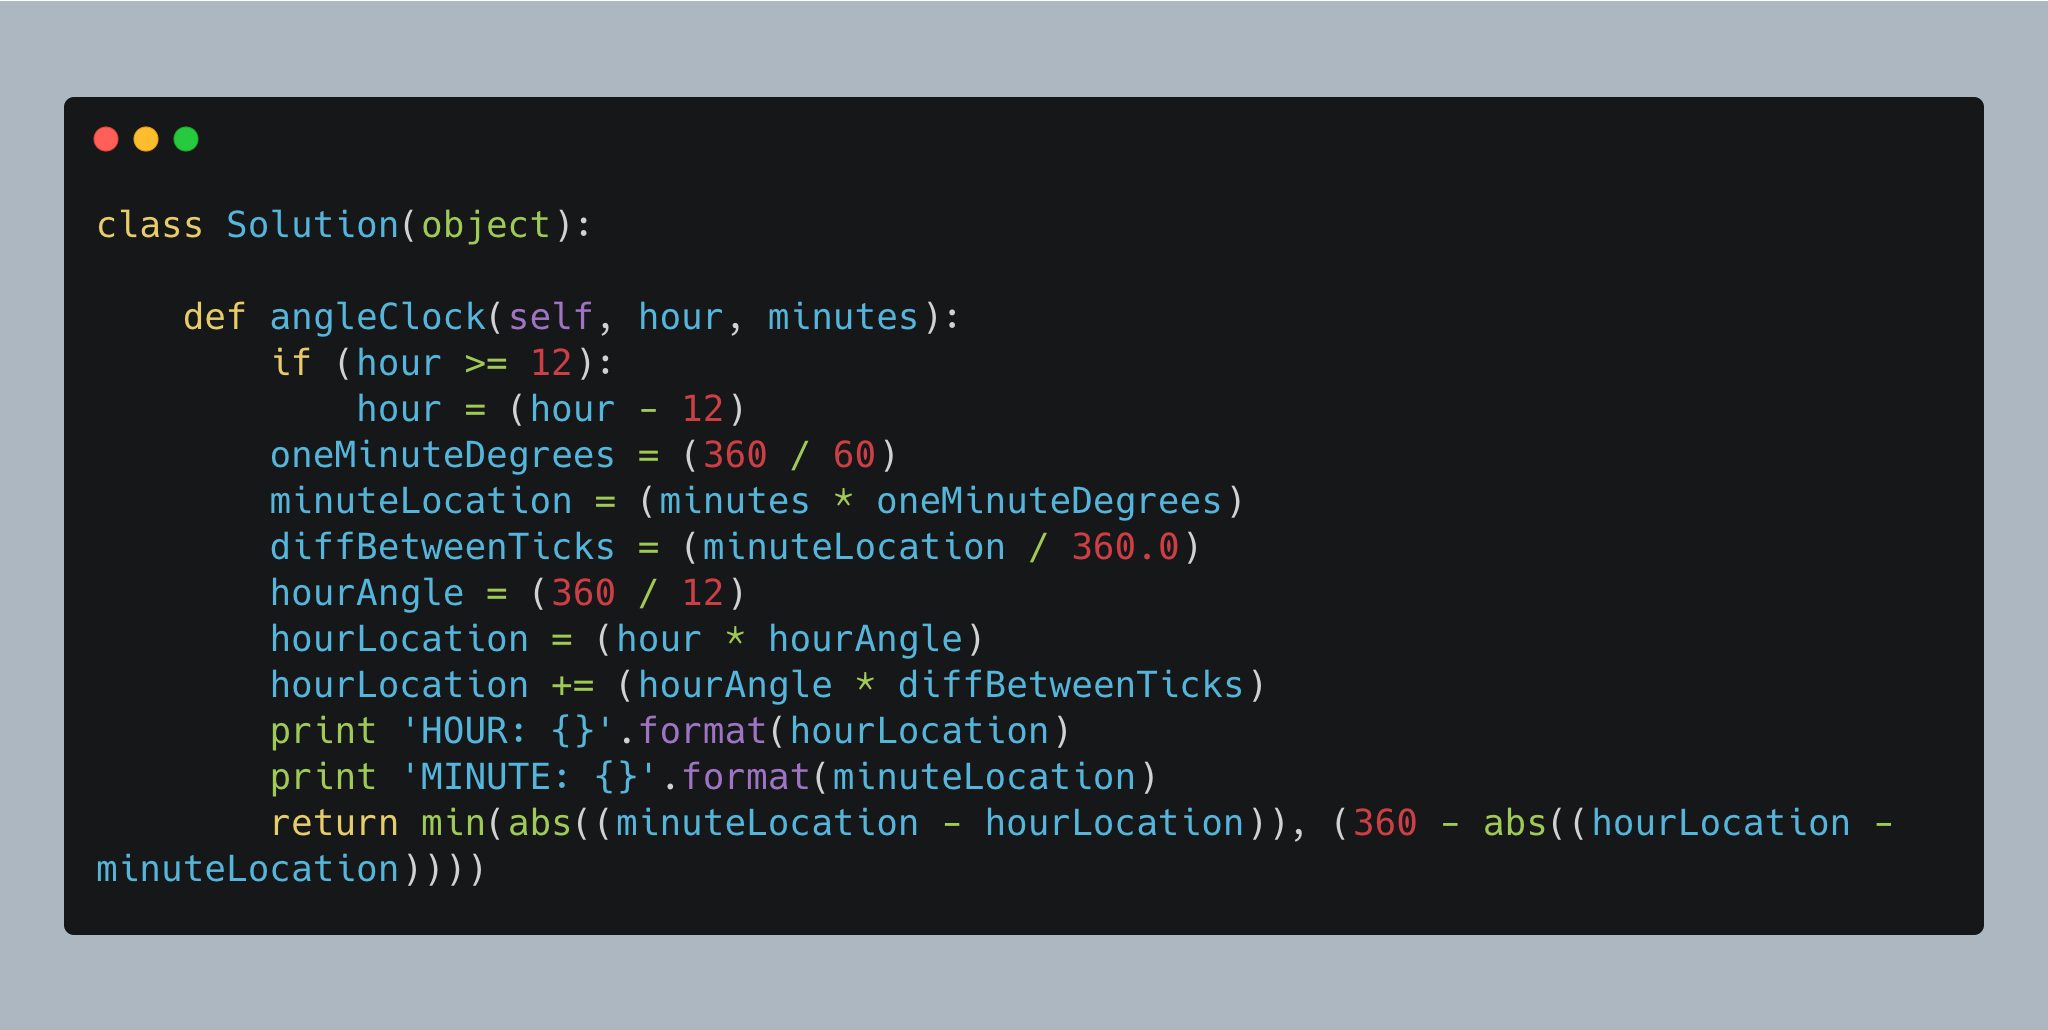 class Solution(object):

    def angleClock(self, hour, minutes):
        if (hour >= 12):
            hour = (hour - 12)
        oneMinuteDegrees = (360 / 60)
        minuteLocation = (minutes * oneMinuteDegrees)
        diffBetweenTicks = (minuteLocation / 360.0)
        hourAngle = (360 / 12)
        hourLocation = (hour * hourAngle)
        hourLocation += (hourAngle * diffBetweenTicks)
        print 'HOUR: {}'.format(hourLocation)
        print 'MINUTE: {}'.format(minuteLocation)
        return min(abs((minuteLocation - hourLocation)), (360 - abs((hourLocation -
minuteLocation))))